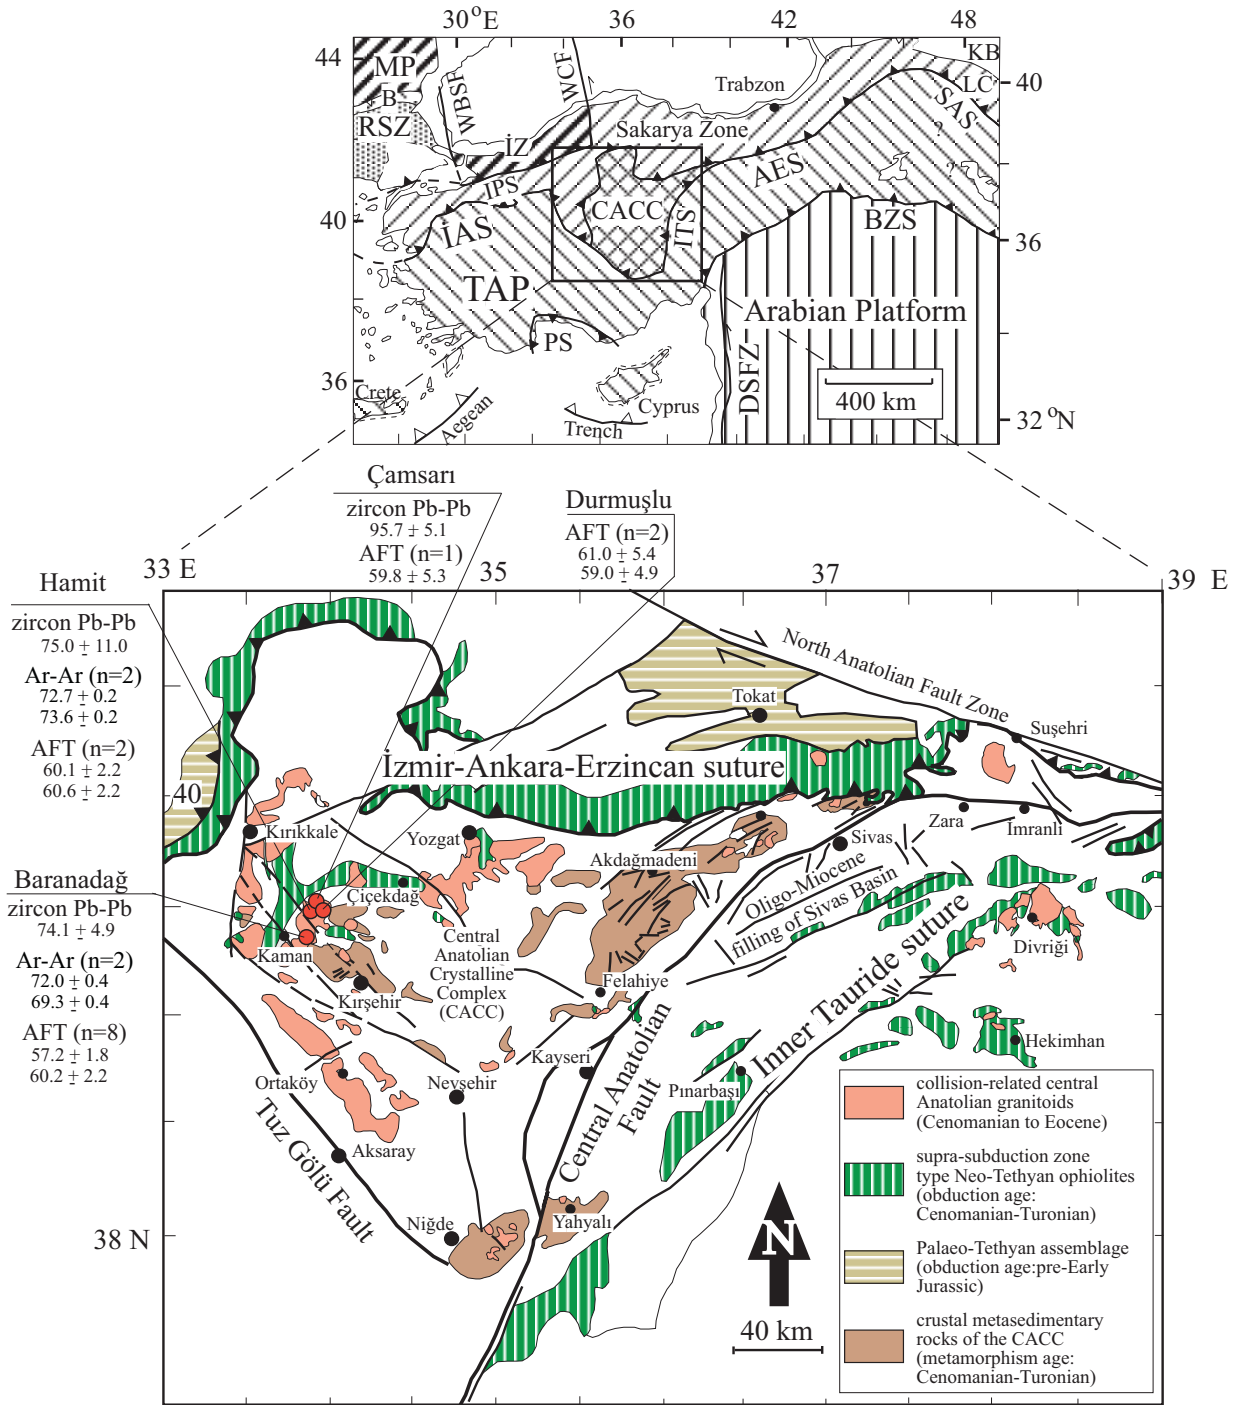 30°E
36
42
48
44
40
36
40
36
32 °N
MP
B
RSZ
WBSF
WCF
İZ
IPS
İAS
TAP
PS
Sakarya Zone
Trabzon
KB
LC
SAS
?
?
AES
CACC
ITS
BZS
Arabian Platform
DSFZ
400 km
Crete
Aegean
Trench
Cyprus
Çamsarı
zircon Pb-Pb
95.7 ± 5.1
AFT (n=1)
59.8 ± 5.3
Durmuşlu
AFT (n=2)
61.0 ± 5.4
59.0 ± 4.9
Hamit
zircon Pb-Pb
75.0 ± 11.0
Ar-Ar (n=2)
72.7 ± 0.2
73.6 ± 0.2
AFT (n=2)
60.1 ± 2.2
60.6 ± 2.2
Baranadağ
zircon Pb-Pb
74.1 ± 4.9
Ar-Ar (n=2)
72.0 ± 0.4
69.3 ± 0.4
AFT (n=8)
57.2 ± 1.8
60.2 ± 2.2
33 E
35
37
39 E
40
38 N
North Anatolian Fault Zone
Tokat
Suşehri
İzmir-Ankara-Erzincan suture
Kırıkkale
Yozgat
Akdağmadeni
Sivas
Zara
Imranli
Çiçekdağ
Oligo-Miocene
filling of Sivas Basin
Kaman
Kırşehir
Central
Anatolian
Crystalline
Complex
(CACC)
Felahiye
Divriği
Inner Tauride suture
Hekimhan
Kayseri
Pınarbaşı
Central Anatolian
Fault
Ortaköy
Nevşehir
Aksaray
Tuz Gölü Fault
Niğde
Yahyalı
N
40 km
collision-related central
Anatolian granitoids
(Cenomanian to Eocene)
supra-subduction zone
type Neo-Tethyan ophiolites
(obduction age:
Cenomanian-Turonian)
Palaeo-Tethyan assemblage
(obduction age:pre-Early
Jurassic)
crustal metasedimentary
rocks of the CACC
(metamorphism age:
Cenomanian-Turonian)